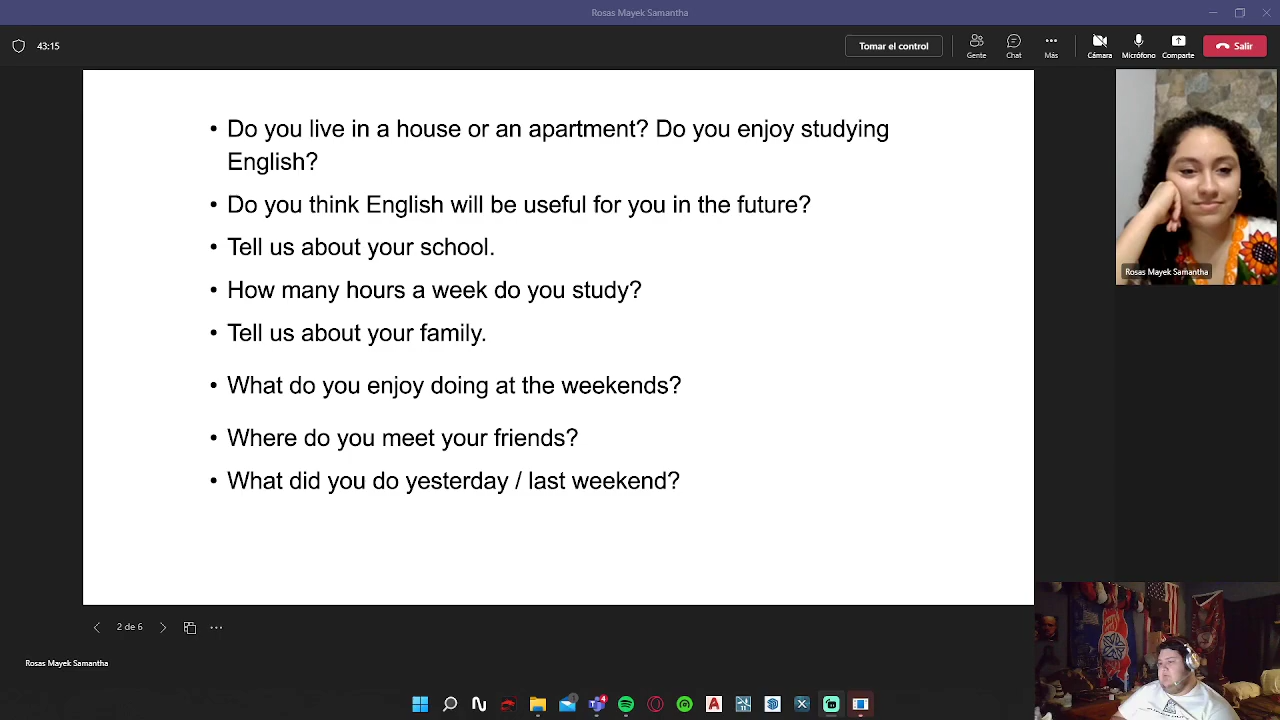 Rosas Mayek Samantha
43:15
Tomar el control
Gente
Chat
Más
Cámara
Micrófono
Comparte
Salir
• Do you live in a house or an apartment? Do you enjoy studying
English?
• Do you think English will be useful for you in the future?
• Tell us about your school.
• How many hours a week do you study?
• Tell us about your family.
• What do you enjoy doing at the weekends?
• Where do you meet your friends?
• What did you do yesterday / last weekend?
Rosas Mayek Samantha
2 de 6
Rosas Mayek Samantha